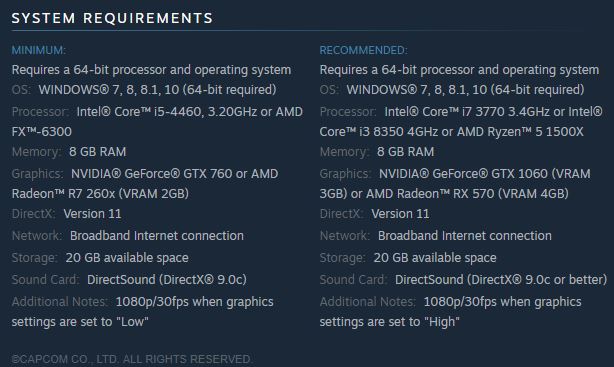 SYSTEM REQUIREMENTS
MINIMUM:
Requires a 64-bit processor and operating system
OS: WINDOWS® 7, 8, 8.1, 10 (64-bit required)
Processor: Intel® Core™ i5-4460, 3.20GHz or AMD
FX™-6300
Memory: 8 GB RAM
Graphics: NVIDIA® GeForce® GTX 760 or AMD
Radeon™ R7 260x (VRAM 2GB)
DirectX: Version 11
Network: Broadband Internet connection
Storage: 20 GB available space
Sound Card: DirectSound (DirectX® 9.0c)
Additional Notes: 1080p/30fps when graphics
settings are set to "Low"
RECOMMENDED:
Requires a 64-bit processor and operating system
OS: WINDOWS® 7, 8, 8.1, 10 (64-bit required)
Processor: Intel® Core™ i7 3770 3.4GHz or Intel®
Core™ i3 8350 4GHz or AMD Ryzen™ 5 1500X
Memory: 8 GB RAM
Graphics: NVIDIA® GeForce® GTX 1060 (VRAM
3GB) or AMD Radeon™ RX 570 (VRAM 4GB)
DirectX: Version 11
Network: Broadband Internet connection
Storage: 20 GB available space
Sound Card: DirectSound (DirectX® 9.0c or better)
Additional Notes: 1080p/30fps when graphics
settings are set to "High"
©CAPCOM CO., LTD. ALL RIGHTS RESERVED.